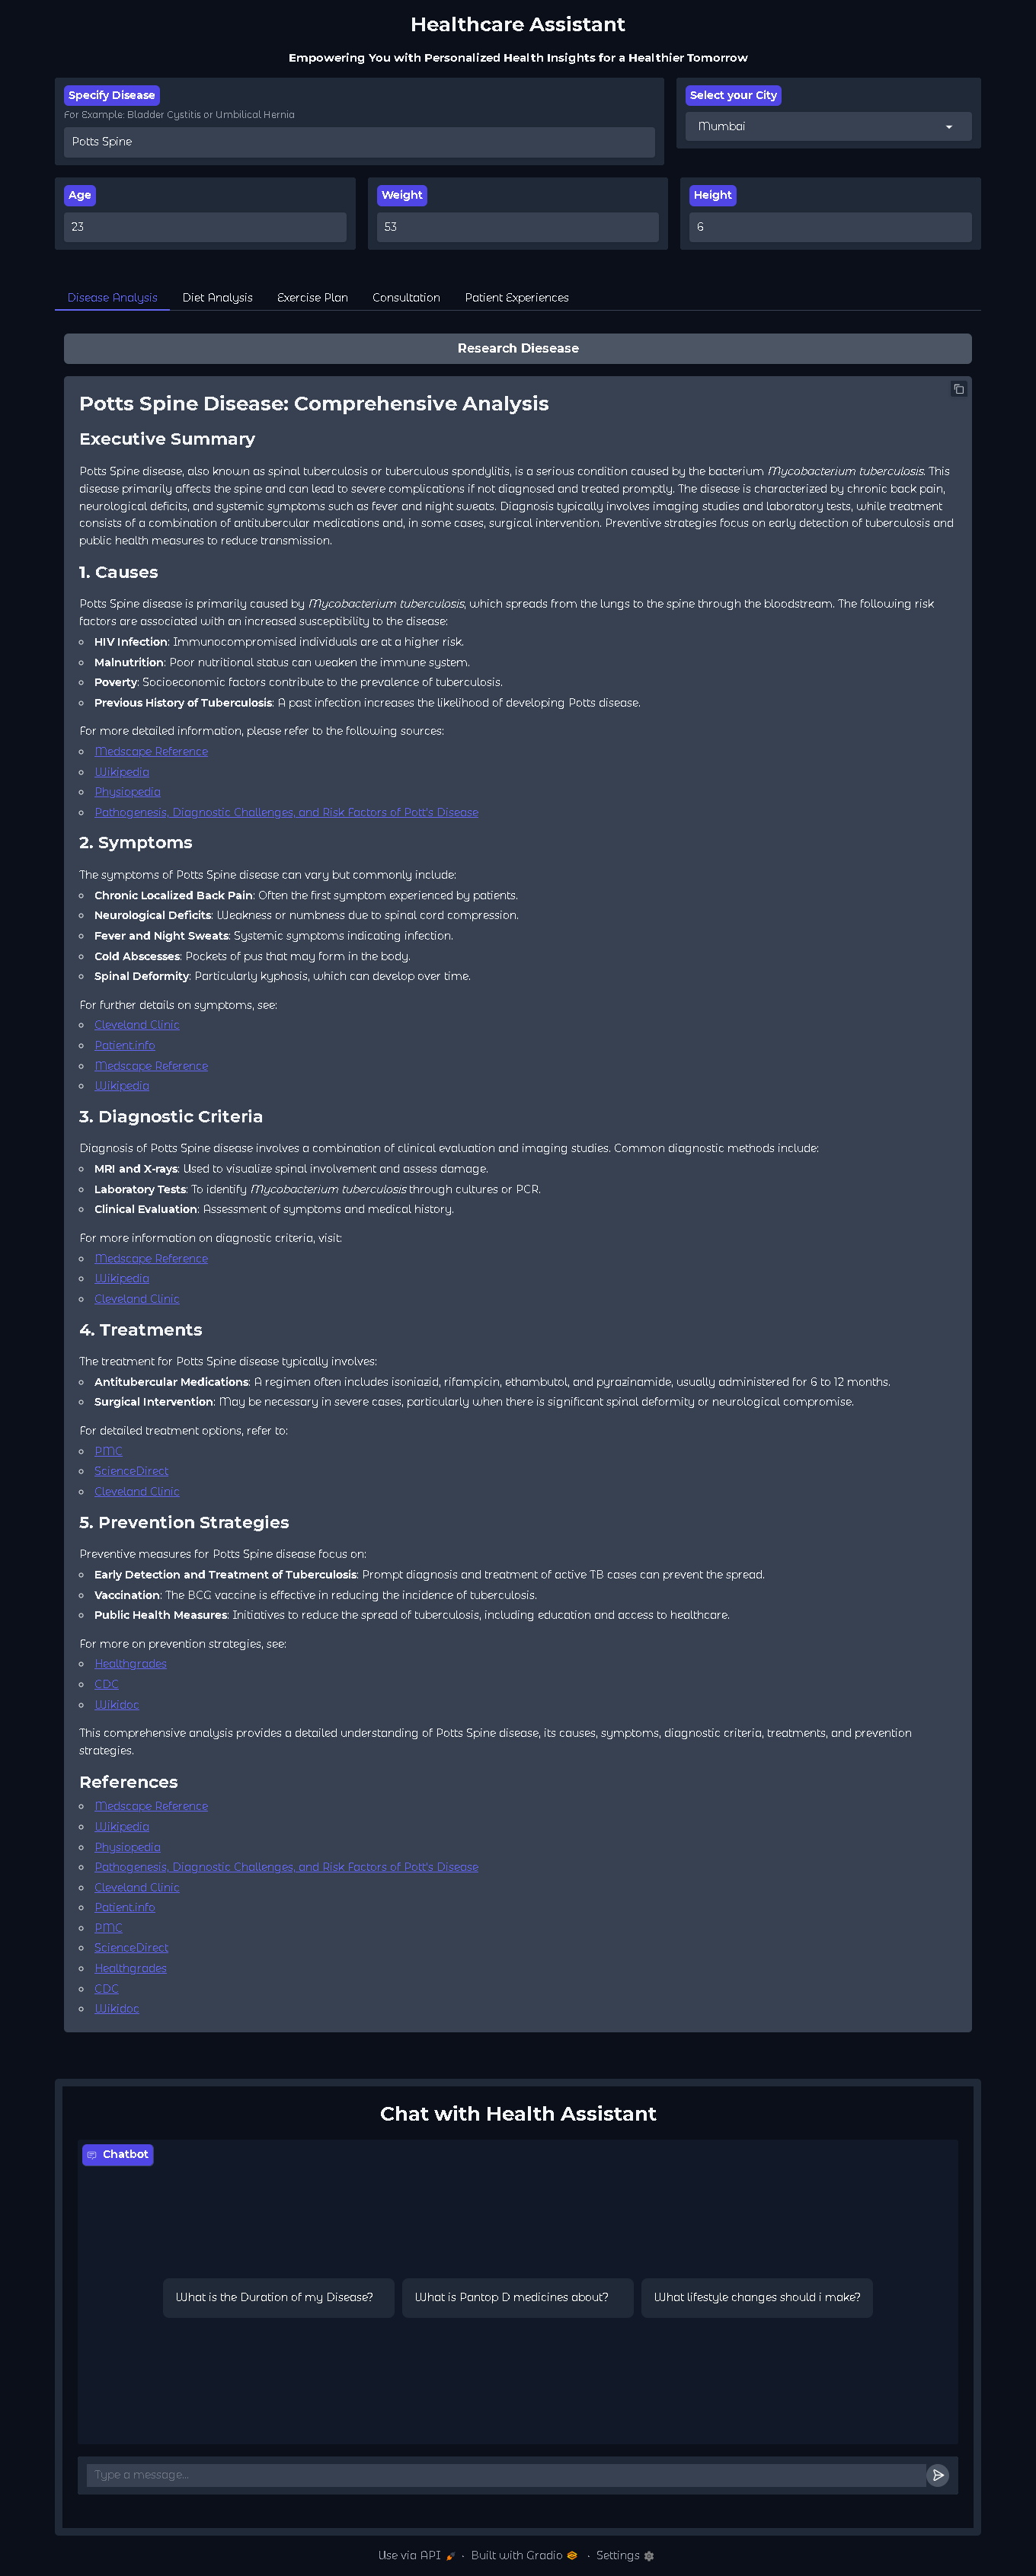 Healthcare Assistant
Empowering You with Personalized Health Insights for a Healthier Tomorrow
Specify Disease
For Example: Bladder Cystitis or Umbilical Hernia
Potts Spine
Select your City
Mumbai
Age
23
Weight
53
Height
6
Disease Analysis
Diet Analysis
Exercise Plan
Consultation
Patient Experiences
Research Diesease
Potts Spine Disease: Comprehensive Analysis
Executive Summary
Potts Spine disease, also known as spinal tuberculosis or tuberculous spondylitis, is a serious condition caused by the bacterium Mycobacterium tuberculosis. This
disease primarily affects the spine and can lead to severe complications if not diagnosed and treated promptly. The disease is characterized by chronic back pain,
neurological deficits, and systemic symptoms such as fever and night sweats. Diagnosis typically involves imaging studies and laboratory tests, while treatment
consists of a combination of antitubercular medications and, in some cases, surgical intervention. Preventive strategies focus on early detection of tuberculosis and
public health measures to reduce transmission.
1. Causes
Potts Spine disease is primarily caused by Mycobacterium tuberculosis, which spreads from the lungs to the spine through the bloodstream. The following risk
factors are associated with an increased susceptibility to the disease:
HIV Infection: Immunocompromised individuals are at a higher risk.
Malnutrition: Poor nutritional status can weaken the immune system.
Poverty: Socioeconomic factors contribute to the prevalence of tuberculosis.
Previous History of Tuberculosis: A past infection increases the likelihood of developing Potts disease.
For more detailed information, please refer to the following sources:
Medscape Reference
Wikipedia
Physiopedia
Pathogenesis, Diagnostic Challenges, and Risk Factors of Pott's Disease
2. Symptoms
The symptoms of Potts Spine disease can vary but commonly include:
Chronic Localized Back Pain: Often the first symptom experienced by patients.
Neurological Deficits: Weakness or numbness due to spinal cord compression.
Fever and Night Sweats: Systemic symptoms indicating infection.
Cold Abscesses: Pockets of pus that may form in the body.
Spinal Deformity: Particularly kyphosis, which can develop over time.
For further details on symptoms, see:
Cleveland Clinic
Patient.info
Medscape Reference
Wikipedia
3. Diagnostic Criteria
Diagnosis of Potts Spine disease involves a combination of clinical evaluation and imaging studies. Common diagnostic methods include:
MRI and X-rays: Used to visualize spinal involvement and assess damage.
Laboratory Tests: To identify Mycobacterium tuberculosis through cultures or PCR.
Clinical Evaluation: Assessment of symptoms and medical history.
For more information on diagnostic criteria, visit:
Medscape Reference
Wikipedia
Cleveland Clinic
4. Treatments
The treatment for Potts Spine disease typically involves:
Antitubercular Medications: A regimen often includes isoniazid, rifampicin, ethambutol, and pyrazinamide, usually administered for 6 to 12 months.
Surgical Intervention: May be necessary in severe cases, particularly when there is significant spinal deformity or neurological compromise.
For detailed treatment options, refer to:
PMC
ScienceDirect
Cleveland Clinic
5. Prevention Strategies
Preventive measures for Potts Spine disease focus on:
Early Detection and Treatment of Tuberculosis: Prompt diagnosis and treatment of active TB cases can prevent the spread.
Vaccination: The BCG vaccine is effective in reducing the incidence of tuberculosis.
Public Health Measures: Initiatives to reduce the spread of tuberculosis, including education and access to healthcare.
For more on prevention strategies, see:
Healthgrades
CDC
Wikidoc
This comprehensive analysis provides a detailed understanding of Potts Spine disease, its causes, symptoms, diagnostic criteria, treatments, and prevention
strategies.
References
Medscape Reference
Wikipedia
Physiopedia
Pathogenesis, Diagnostic Challenges, and Risk Factors of Pott's Disease
Cleveland Clinic
Patient.info
PMC
ScienceDirect
Healthgrades
CDC
Wikidoc
Chat with Health Assistant
Chatbot
What is the Duration of my Disease?
What is Pantop D medicines about?
What lifestyle changes should i make?
Type a message...
Use via API · Built with Gradio · Settings